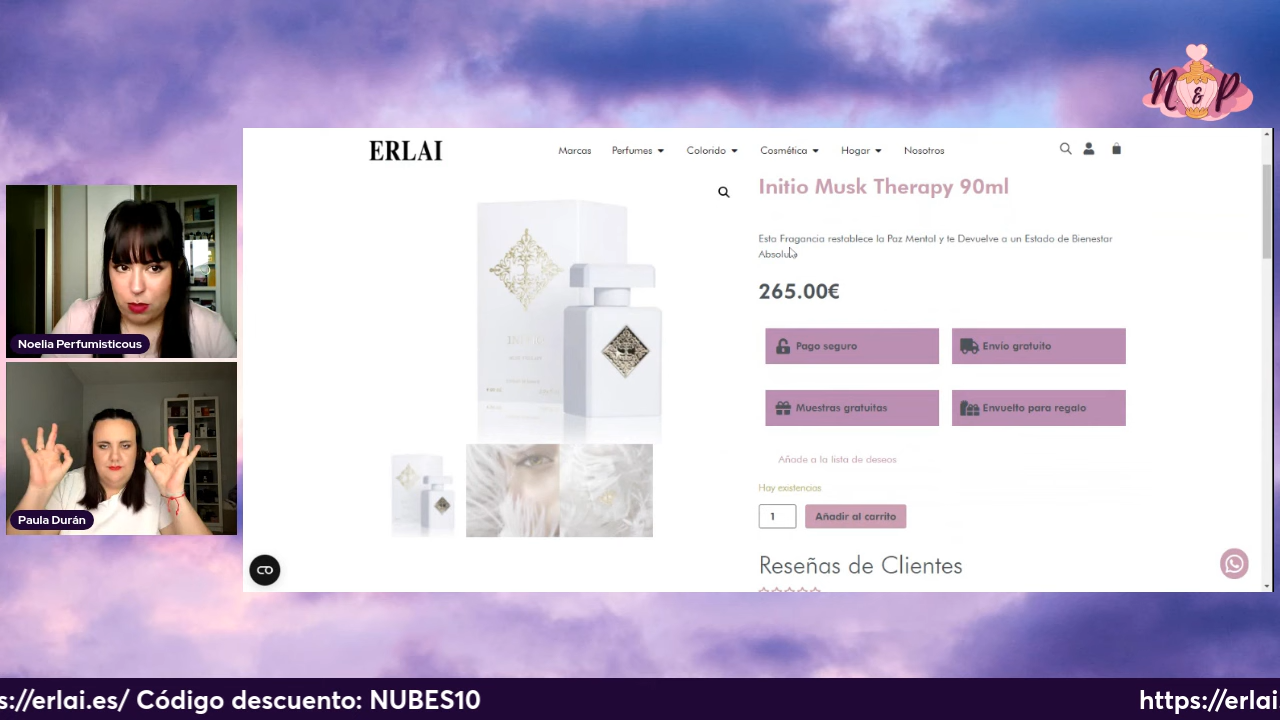 N & P
ERLAI
Marcas Perfumes Colorido Cosmética Hogar Nosotros
Initio Musk Therapy 90ml
Esta Fragancia restablece la Paz Mental y te Devuelve a un Estado de Bienestar
Absoluto
265.00€
Pago seguro
Envío gratuito
Muestras gratuitas
Envuelto para regalo
Añade a la lista de deseos
Hay existencias
1
Añadir al carrito
Reseñas de Clientes
Noelia Perfumisticous
Paula Durán
s://erlai.es/ Código descuento: NUBES10
https://erlai.